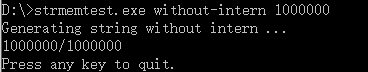 D:\>strmemtest.exe without-intern 1000000
Generating string without intern ...
1000000/1000000
Press any key to quit.